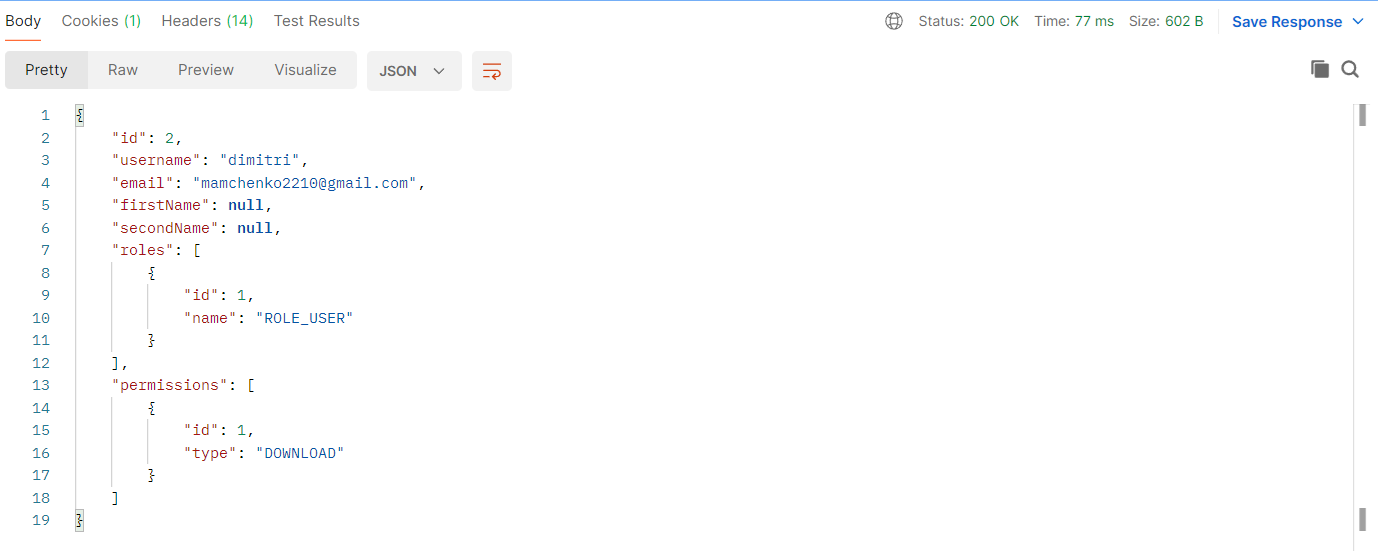 Body Cookies (1) Headers (14) Test Results Status: 200 OK Time: 77 ms Size: 602 B Save Response
Pretty Raw Preview Visualize JSON
1 {
2 "id": 2,
3 "username": "dimitri",
4 "email": "mamchenko2210@gmail.com",
5 "firstName": null,
6 "secondName": null,
7 "roles": [
8 {
9 "id": 1,
10 "name": "ROLE_USER"
11 }
12 ],
13 "permissions": [
14 {
15 "id": 1,
16 "type": "DOWNLOAD"
17 }
18 ]
19 }